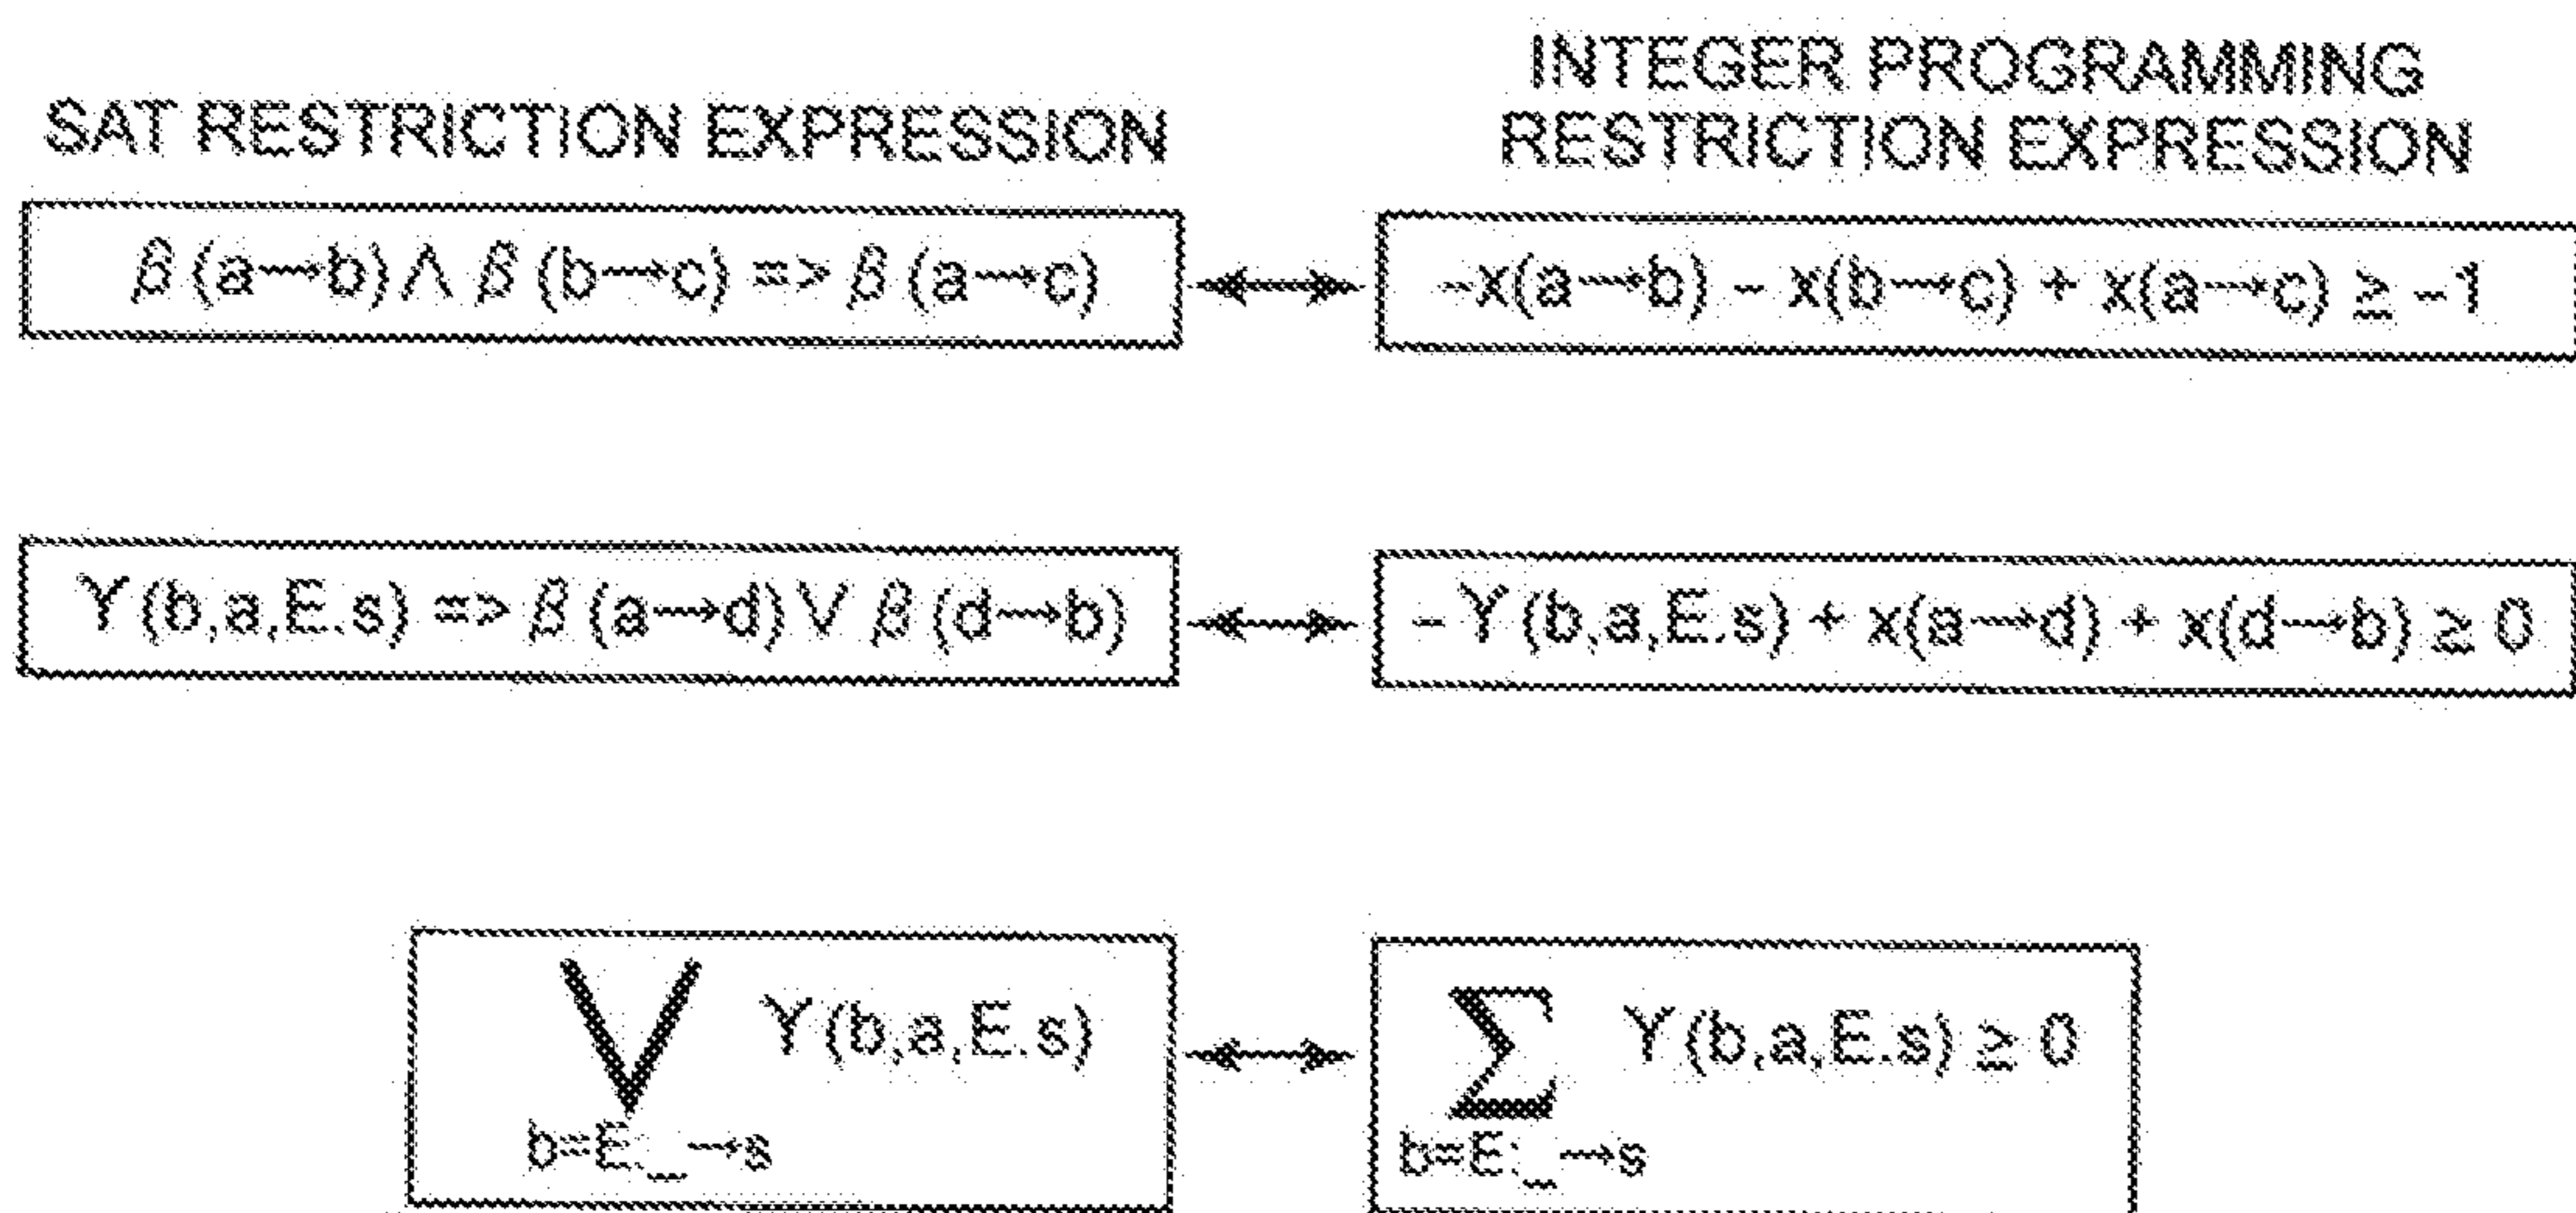 SAT RESTRICTION EXPRESSION
INTEGER PROGRAMMING
RESTRICTION EXPRESSION
β(a→b)∧β(b→c) => β(a→c)
-x(a→b) - x(b→c) + x(a→c) ≥ -1
Υ(b,a,E.s) => β(a→d)∨β(d→b)
- Υ(b,a,E.s) + x(a→d) + x(d→b) ≥ 0
∨ Υ(b,a,E.s)
b=E:_→s
∑ Υ(b,a,E.s) ≥ 0
b=E:_→s